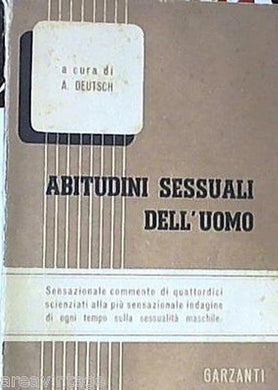 a cura di
A. DEUTSCH
ABITUDINI SESSUALI
DELL'UOMO
Sensazionale commento di quattordici
scienziati alla più sensazionale indagine
di ogni tempo sulla sessualità maschile.
GARZANTI
areavintage